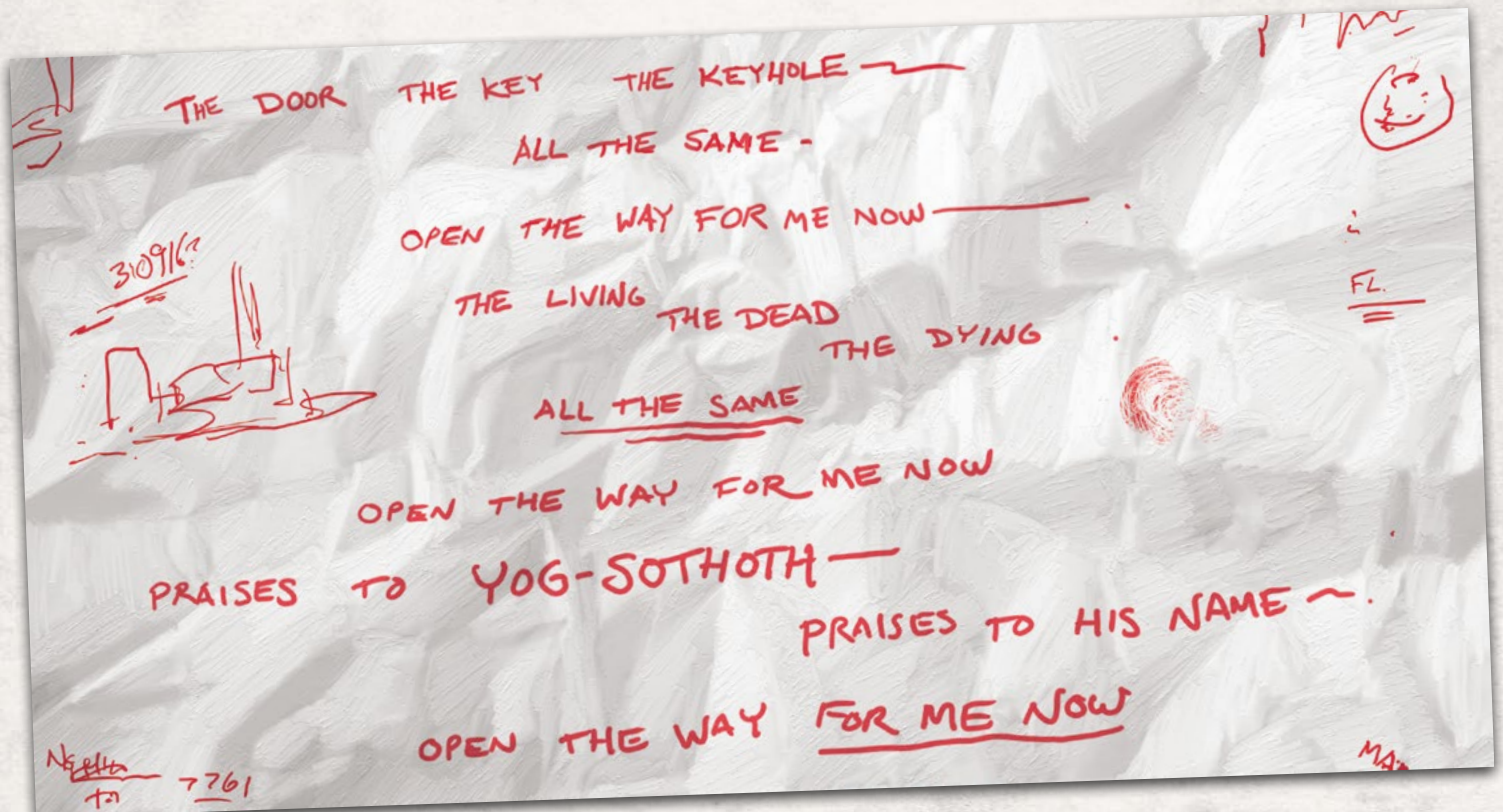 THE DOOR THE KEY THE KEYHOLE —
ALL THE SAME -
OPEN THE WAY FOR ME NOW —
310916?
THE LIVING THE DEAD THE DYING
FL.
ALL THE SAME
OPEN THE WAY FOR ME NOW
PRAISES TO YOG-SOTHOTH —
PRAISES TO HIS NAME ~.
OPEN THE WAY FOR ME NOW
7761